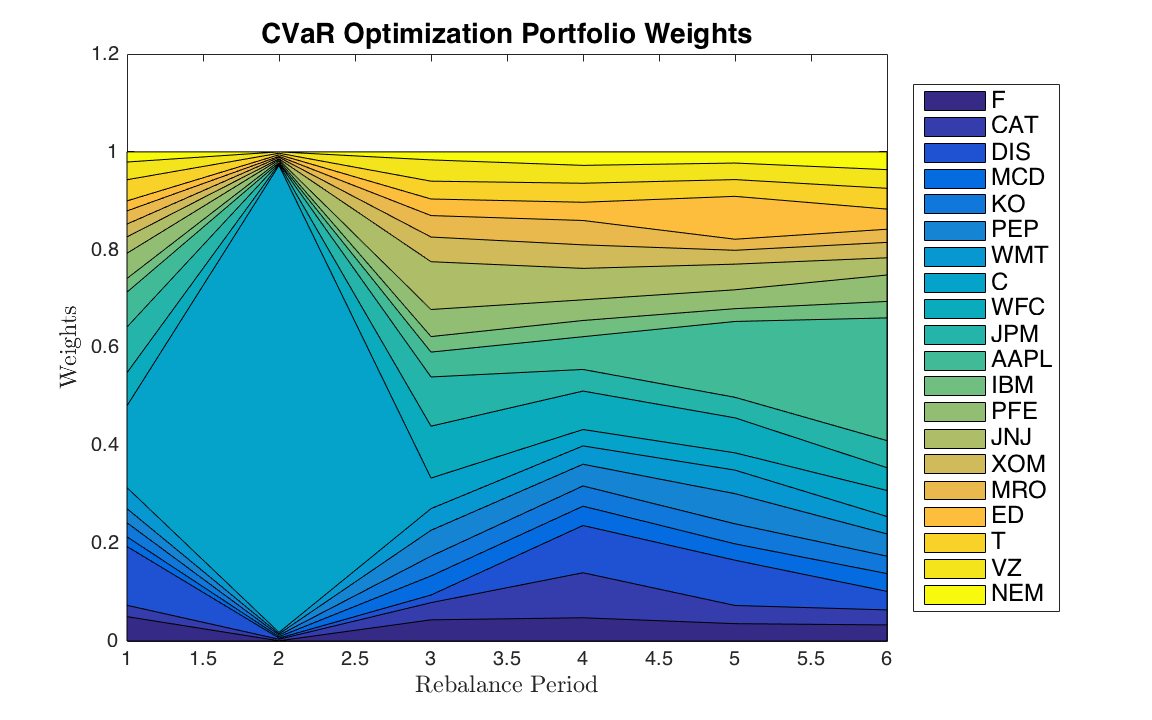 CVaR Optimization Portfolio Weights
1.2
1
0.8
0.6
0.4
0.2
0
Weights
1 1.5 2 2.5 3 3.5 4 4.5 5 5.5 6
Rebalance Period
F
CAT
DIS
MCD
KO
PEP
WMT
C
WFC
JPM
AAPL
IBM
PFE
JNJ
XOM
MRO
ED
T
VZ
NEM